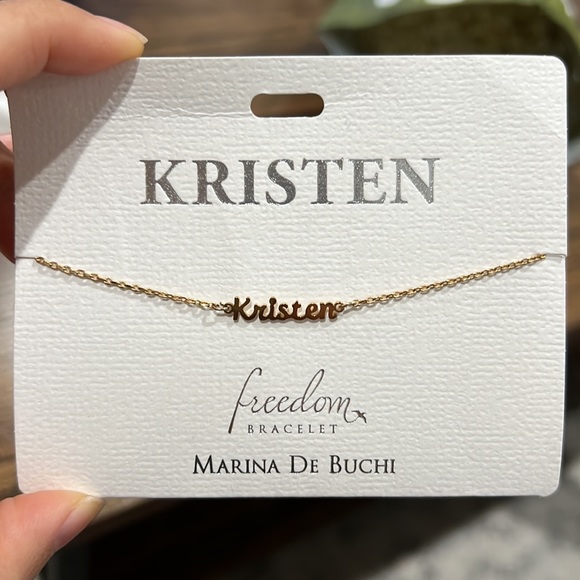 KRISTEN
Kristen
freedom
BRACELET
MARINA DE BUCHI